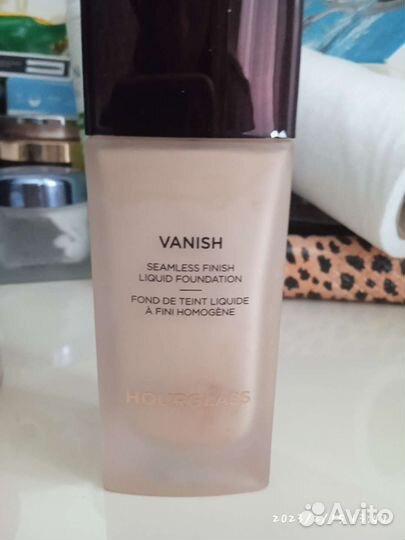 VANISH
SEAMLESS FINISH
LIQUID FOUNDATION
FOND DE TEINT LIQUIDE
À FINI HOMOGÈNE
HOURGLASS
Avito